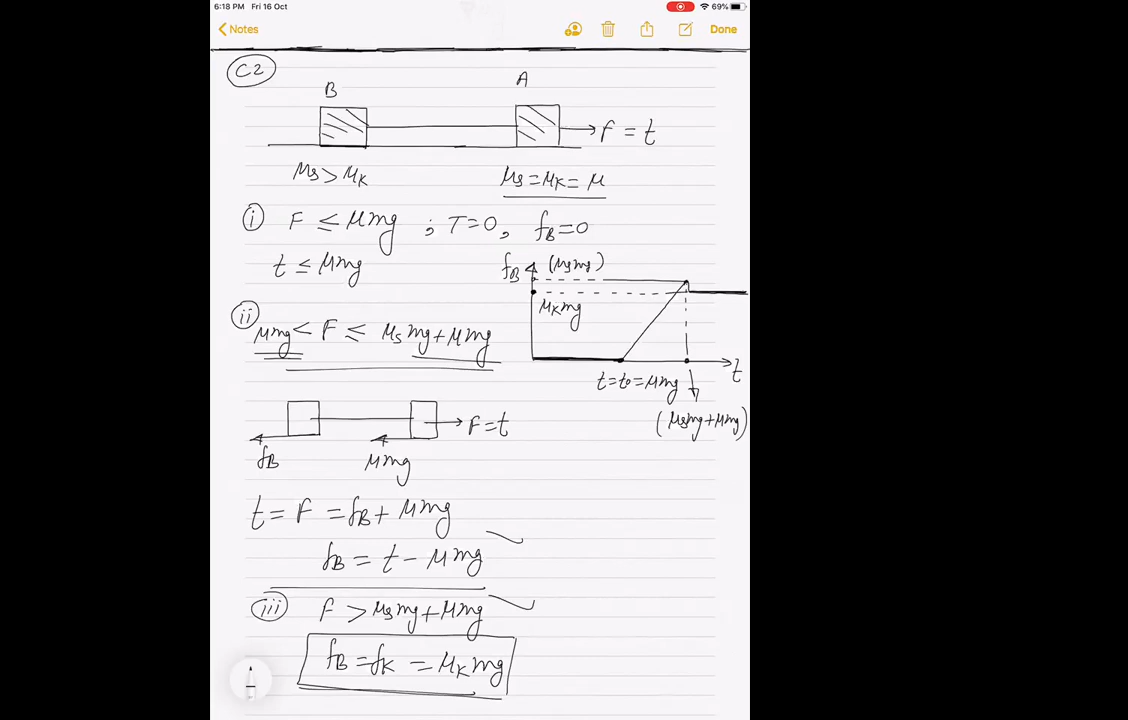 6:18 PM Fri 16 Oct
69%
Notes
Done
C2
B A
F = t
μs > μk
μs = μk = μ
i F ≤ μmg ; T=0, fB=0
t ≤ μmg
fB (μsmg)
μkmg
t
t=t0=μmg
(μsmg+μmg)
ii
μmg < F ≤ μsmg+μmg
F=t
fB μmg
t = F = fB + μmg
fB = t - μmg
iii F > μsmg+μmg
fB = fk = μkmg